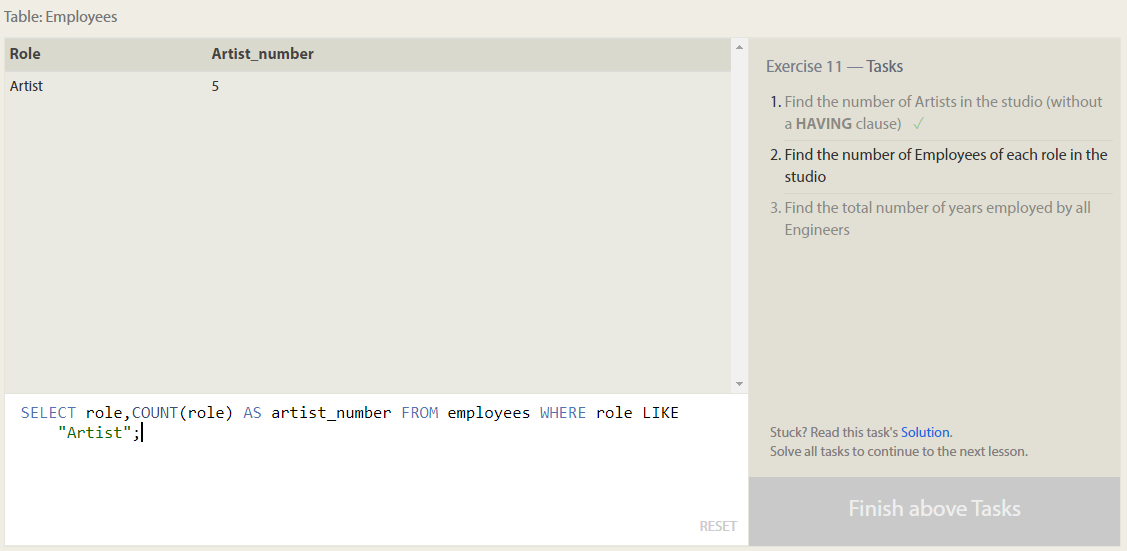 Table: Employees
Role Artist_number
Artist 5
SELECT role,COUNT(role) AS artist_number FROM employees WHERE role LIKE
"Artist";
RESET
Exercise 11 — Tasks
1. Find the number of Artists in the studio (without
a HAVING clause) ✓
2. Find the number of Employees of each role in the
studio
3. Find the total number of years employed by all
Engineers
Stuck? Read this task's Solution.
Solve all tasks to continue to the next lesson.
Finish above Tasks